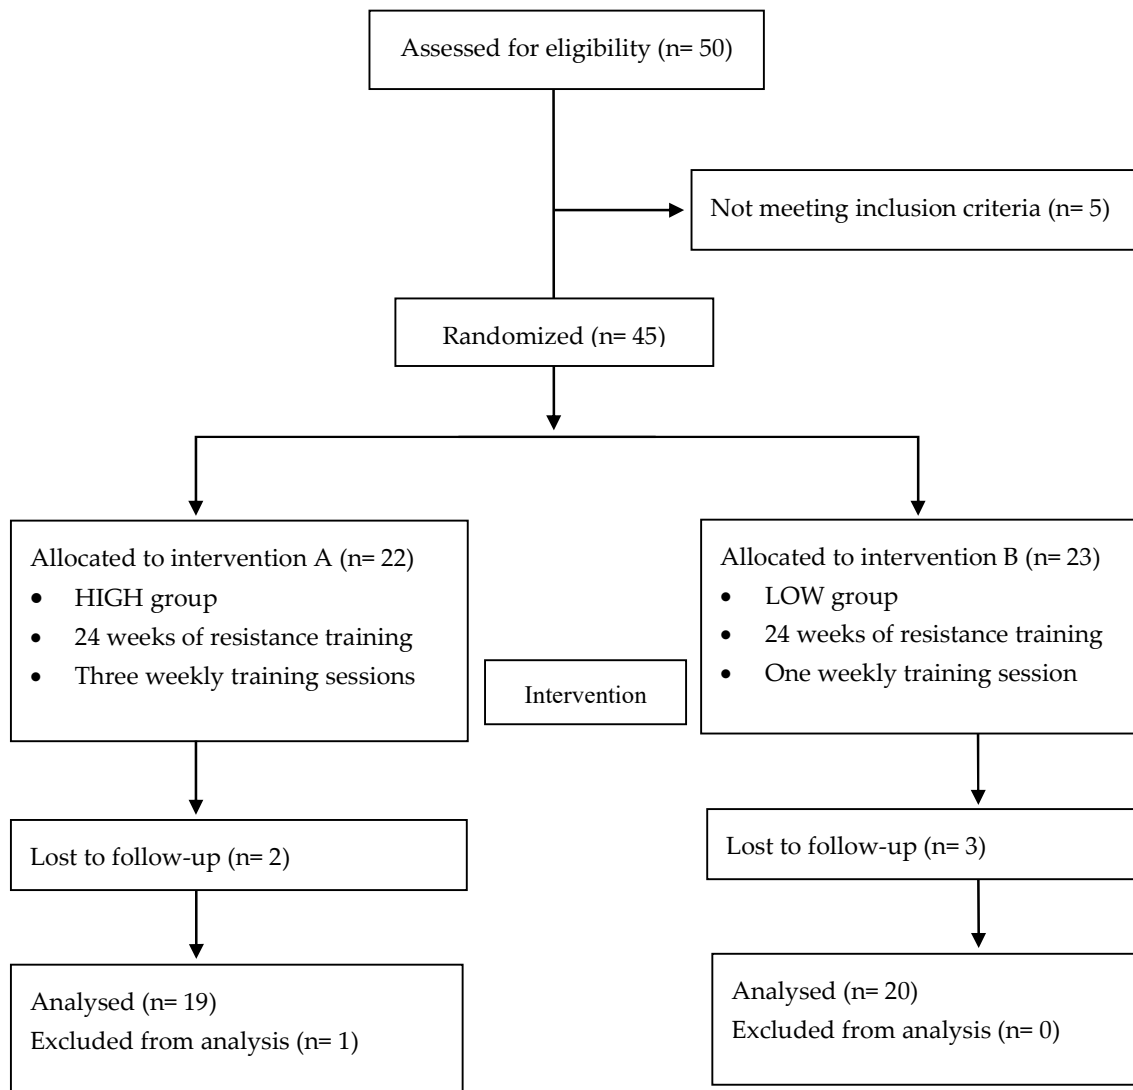 Assessed for eligibility (n= 50)
Not meeting inclusion criteria (n= 5)
Randomized (n= 45)
Allocated to intervention A (n= 22)
• HIGH group
• 24 weeks of resistance training
• Three weekly training sessions
Allocated to intervention B (n= 23)
• LOW group
• 24 weeks of resistance training
• One weekly training session
Intervention
Lost to follow-up (n= 2)
Lost to follow-up (n= 3)
Analysed (n= 19)
Excluded from analysis (n= 1)
Analysed (n= 20)
Excluded from analysis (n= 0)